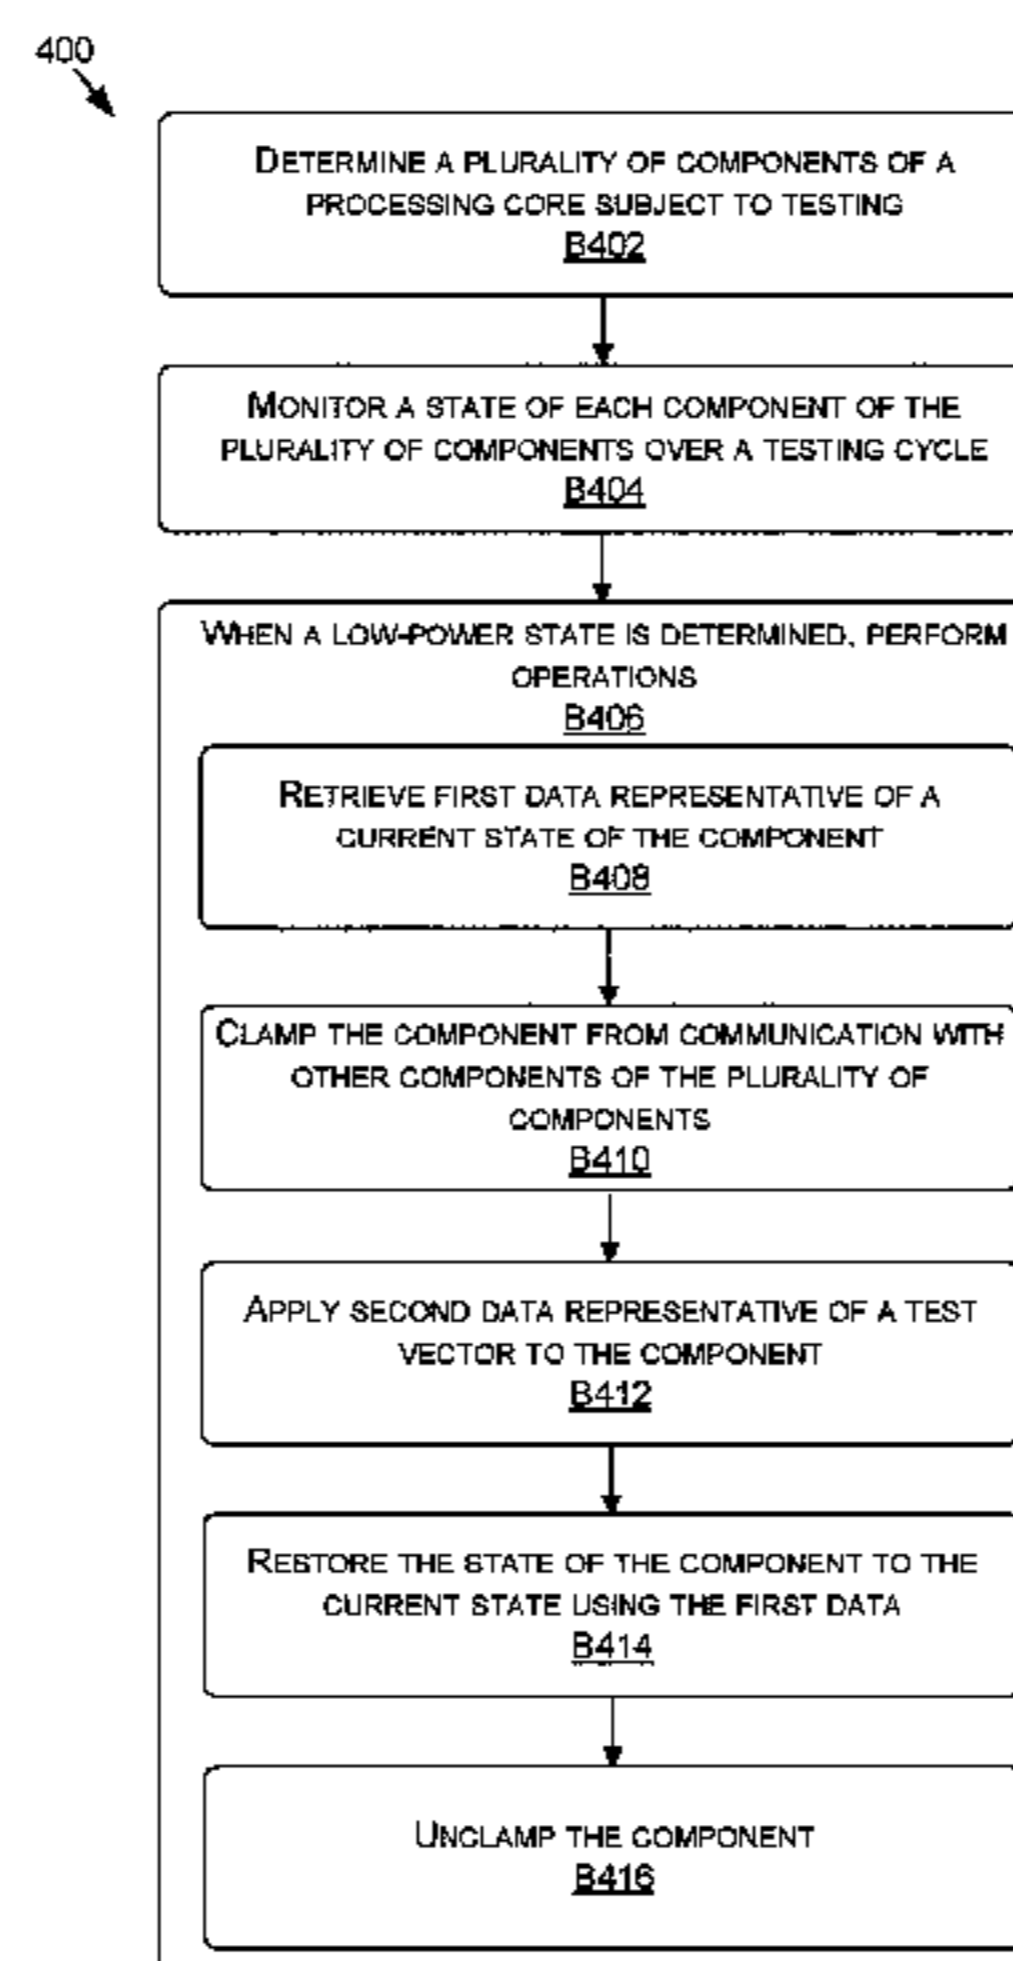 400
DETERMINE A PLURALITY OF COMPONENTS OF A
PROCESSING CORE SUBJECT TO TESTING
B402
MONITOR A STATE OF EACH COMPONENT OF THE
PLURALITY OF COMPONENTS OVER A TESTING CYCLE
B404
WHEN A LOW-POWER STATE IS DETERMINED, PERFORM
OPERATIONS
B406
RETRIEVE FIRST DATA REPRESENTATIVE OF A
CURRENT STATE OF THE COMPONENT
B408
CLAMP THE COMPONENT FROM COMMUNICATION WITH
OTHER COMPONENTS OF THE PLURALITY OF
COMPONENTS
B410
APPLY SECOND DATA REPRESENTATIVE OF A TEST
VECTOR TO THE COMPONENT
B412
RESTORE THE STATE OF THE COMPONENT TO THE
CURRENT STATE USING THE FIRST DATA
B414
UNCLAMP THE COMPONENT
B416